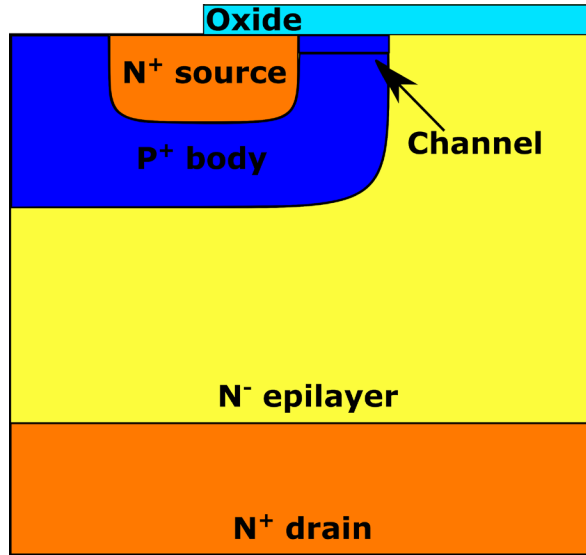 Oxide
N⁺ source
Channel
P⁺ body
N⁻ epilayer
N⁺ drain